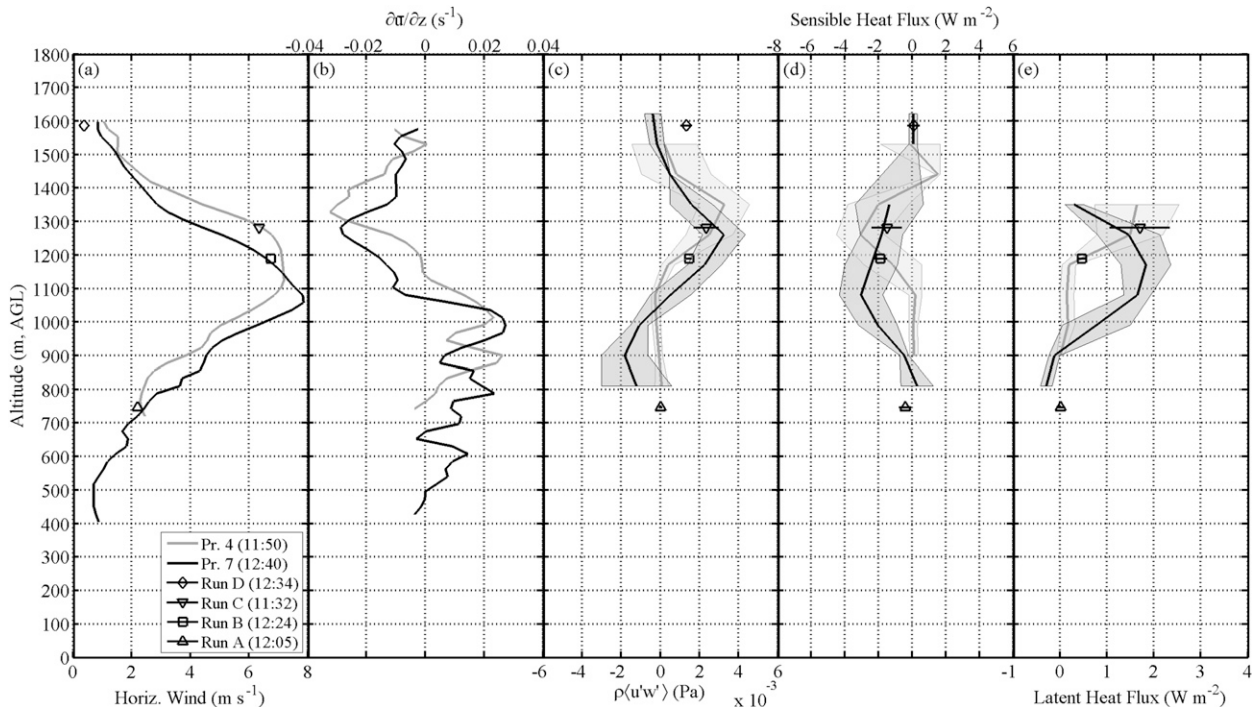 ∂ū/∂z (s⁻¹)
Sensible Heat Flux (W m⁻²)
-0.04 -0.02 0 0.02 0.04
-8 -6 -4 -2 0 2 4 6
1800 (a) (b) (c) (d) (e)
1700
1600
1500
1400
1300
1200
1100
1000
900
800
700
600
500
400
300
200
100
0
Altitude (m, AGL)
Pr. 4 (11:50)
Pr. 7 (12:40)
Run D (12:34)
Run C (11:32)
Run B (12:24)
Run A (12:05)
0 2 4 6 8
-6 -4 -2 0 2 4 6
-1 0 1 2 3 4
Horiz. Wind (m s⁻¹)
ρ⟨u'w'⟩ (Pa)
x 10⁻³
Latent Heat Flux (W m⁻²)